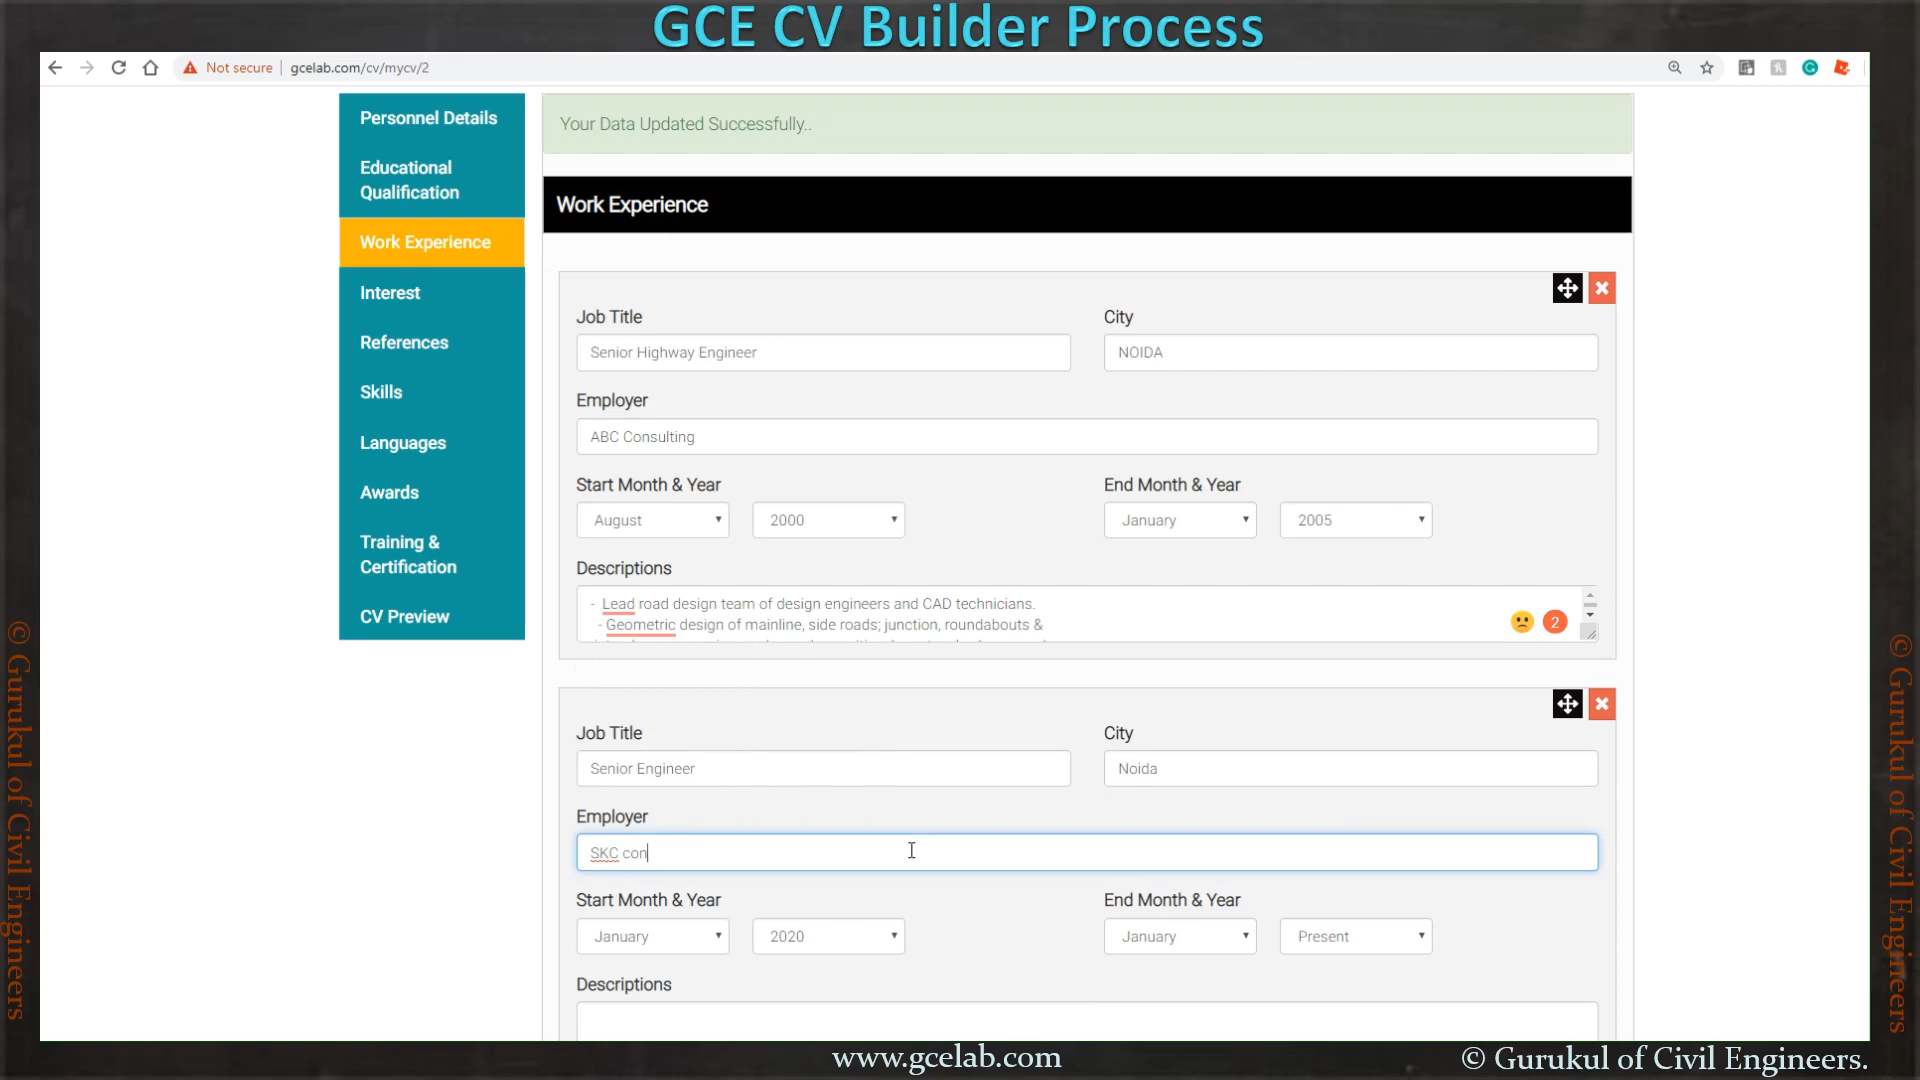 GCE CV Builder Process
Not secure | gcelab.com/cv/mycv/2
Personnel Details
Educational
Qualification
Work Experience
Interest
References
Skills
Languages
Awards
Training &
Certification
CV Preview
Your Data Updated Successfully..
Work Experience
Job Title
City
Senior Highway Engineer
NOIDA
Employer
ABC Consulting
Start Month & Year
End Month & Year
August
2000
January
2005
Descriptions
- Lead road design team of design engineers and CAD technicians.
- Geometric design of mainline, side roads; junction, roundabouts &
2
Job Title
City
Senior Engineer
Noida
Employer
SKC con
Start Month & Year
End Month & Year
January
2020
January
Present
Descriptions
© Gurukul of Civil Engineers
© Gurukul of Civil Engineers
www.gcelab.com
© Gurukul of Civil Engineers.